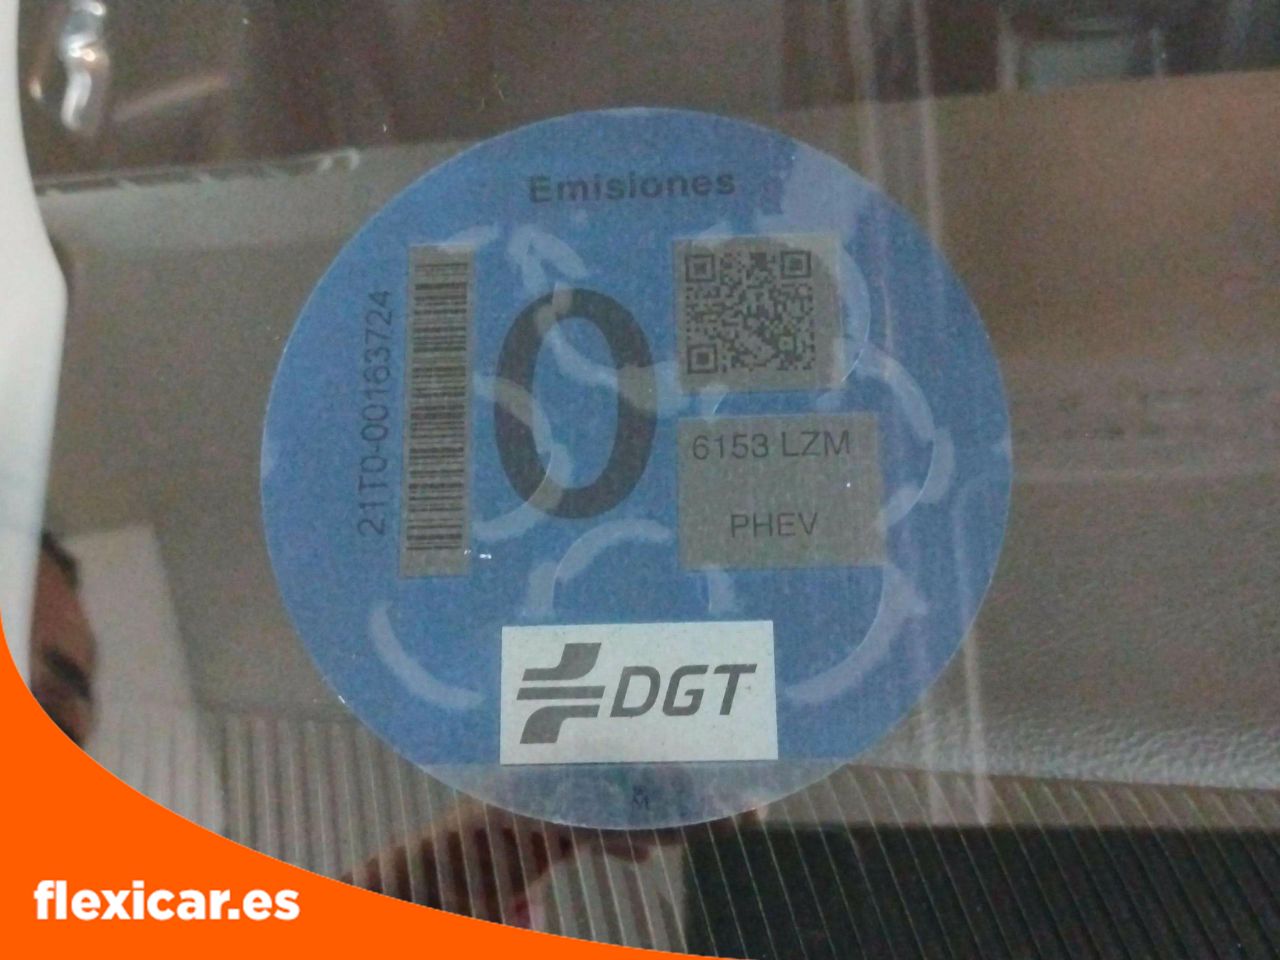 Emisiones
21T0-00163724
0
6153 LZM
PHEV
DGT
flexicar.es